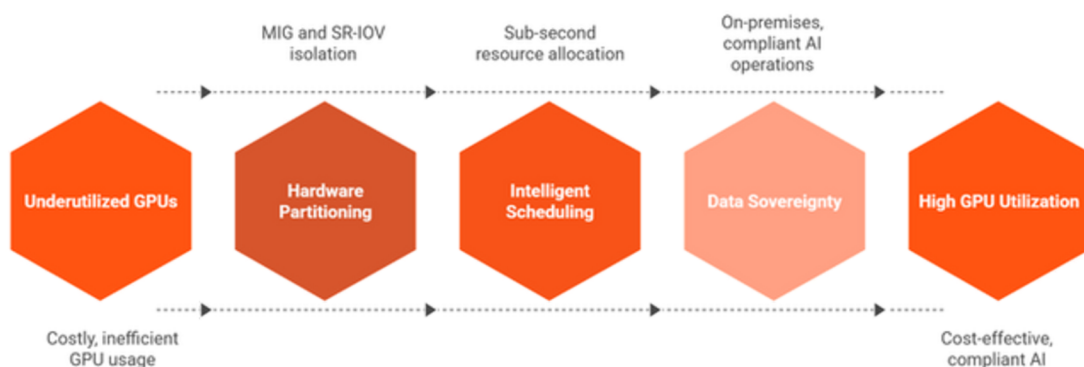 MIG and SR-IOV
isolation
Sub-second
resource allocation
On-premises,
compliant AI
operations
Underutilized GPUs
Hardware
Partitioning
Intelligent
Scheduling
Data Sovereignty
High GPU Utilization
Costly, inefficient
GPU usage
Cost-effective,
compliant AI